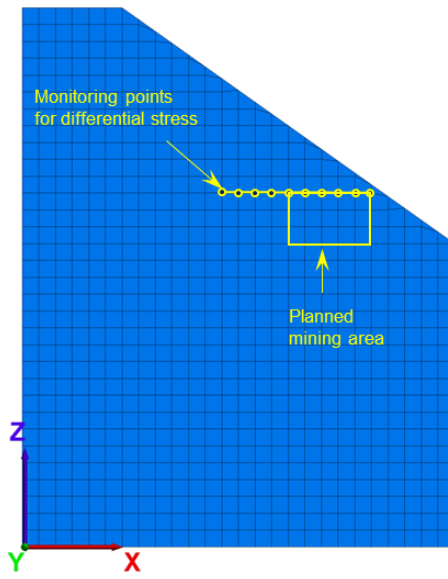 Monitoring points
for differential stress
Planned
mining area
Z
Y
X